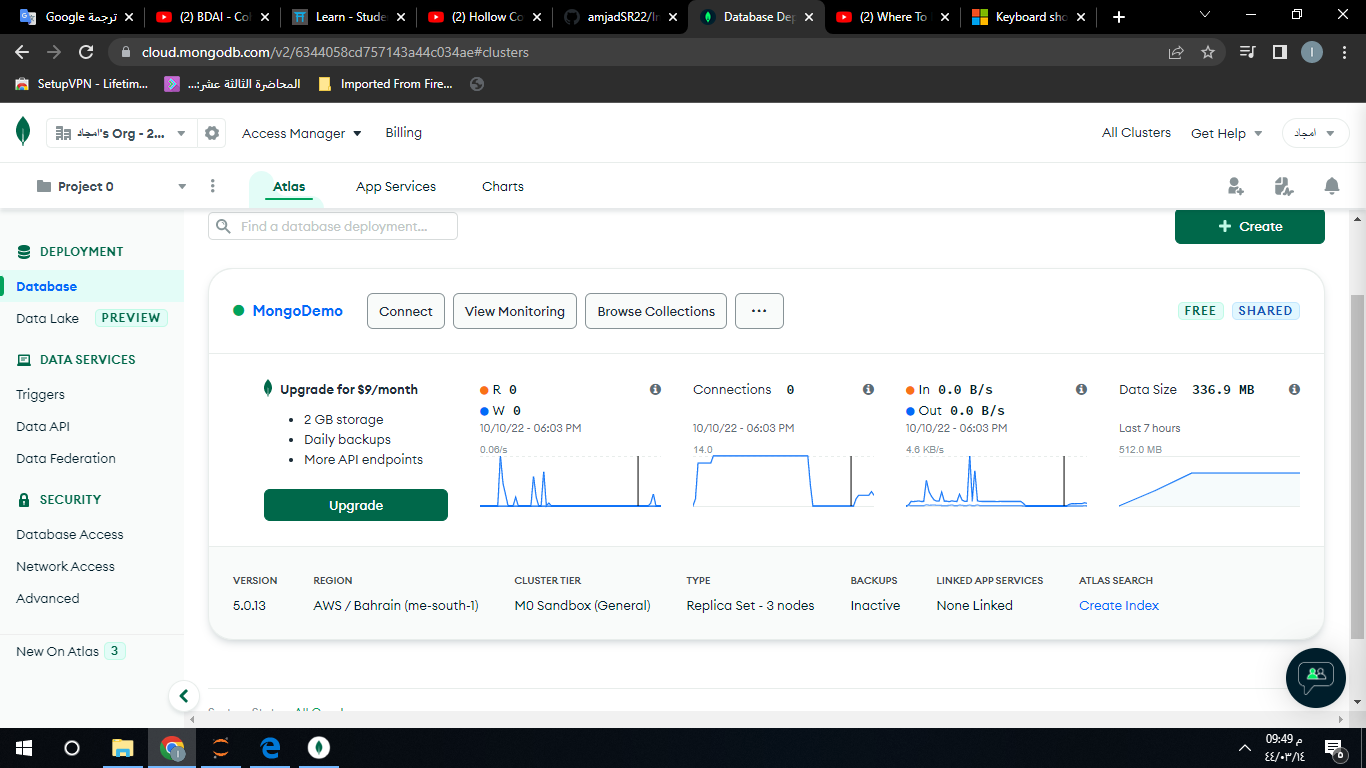 Google ترجمة
(2) BDAI - Col
Learn - Stude
(2) Hollow Co
amjadSR22/In
Database Dep
(2) Where To
Keyboard sho
cloud.mongodb.com/v2/6344058cd757143a44c034ae#clusters
I
SetupVPN - Lifetim...
المحاضرة الثالثة عشر:...
Imported From Fire...
امجاد's Org - 2...
Access Manager
Billing
All Clusters
Get Help
امجاد
Project 0
Atlas
App Services
Charts
Find a database deployment...
+ Create
DEPLOYMENT
Database
Data Lake PREVIEW
DATA SERVICES
Triggers
Data API
Data Federation
SECURITY
Database Access
Network Access
Advanced
New On Atlas 3
MongoDemo
Connect
View Monitoring
Browse Collections
...
FREE
SHARED
Upgrade for $9/month
• 2 GB storage
• Daily backups
• More API endpoints
Upgrade
R 0
W 0
10/10/22 - 06:03 PM
0.06/s
Connections 0
10/10/22 - 06:03 PM
14.0
In 0.0 B/s
Out 0.0 B/s
10/10/22 - 06:03 PM
4.6 KB/s
Data Size 336.9 MB
Last 7 hours
512.0 MB
VERSION
5.0.13
REGION
AWS / Bahrain (me-south-1)
CLUSTER TIER
M0 Sandbox (General)
TYPE
Replica Set - 3 nodes
BACKUPS
Inactive
LINKED APP SERVICES
None Linked
ATLAS SEARCH
Create Index
09:49 م
٤٤/٠٣/١٤